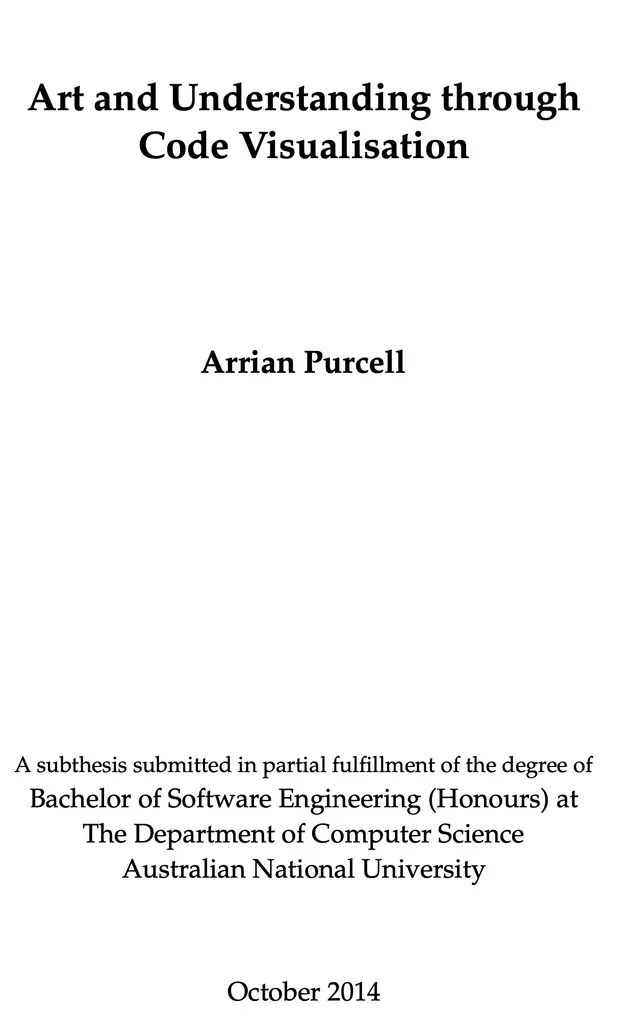 Art and Understanding through
Code Visualisation
Arrian Purcell
A subthesis submitted in partial fulfillment of the degree of
Bachelor of Software Engineering (Honours) at
The Department of Computer Science
Australian National University
October 2014